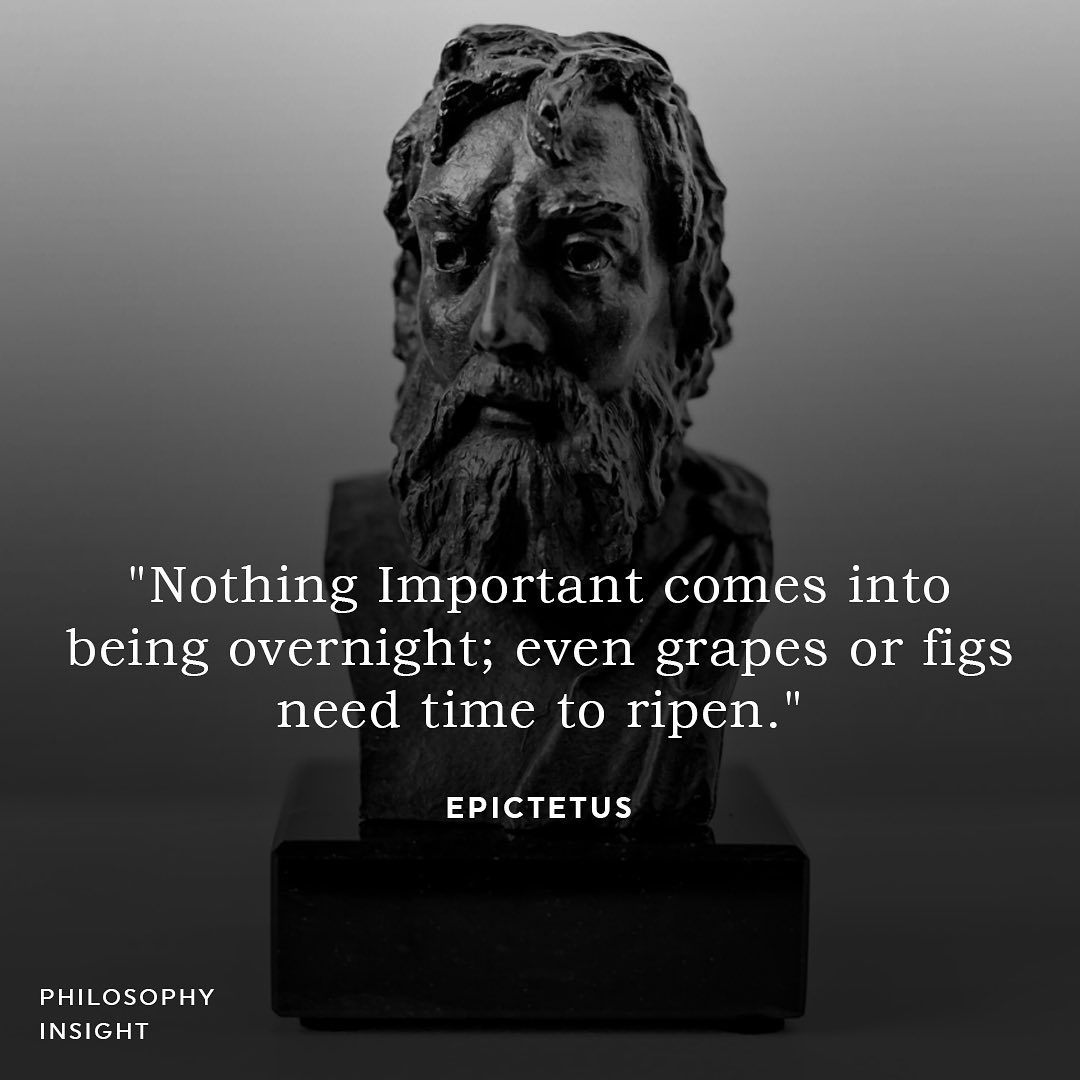 "Nothing Important comes into
being overnight; even grapes or figs
need time to ripen."
EPICTETUS
PHILOSOPHY
INSIGHT